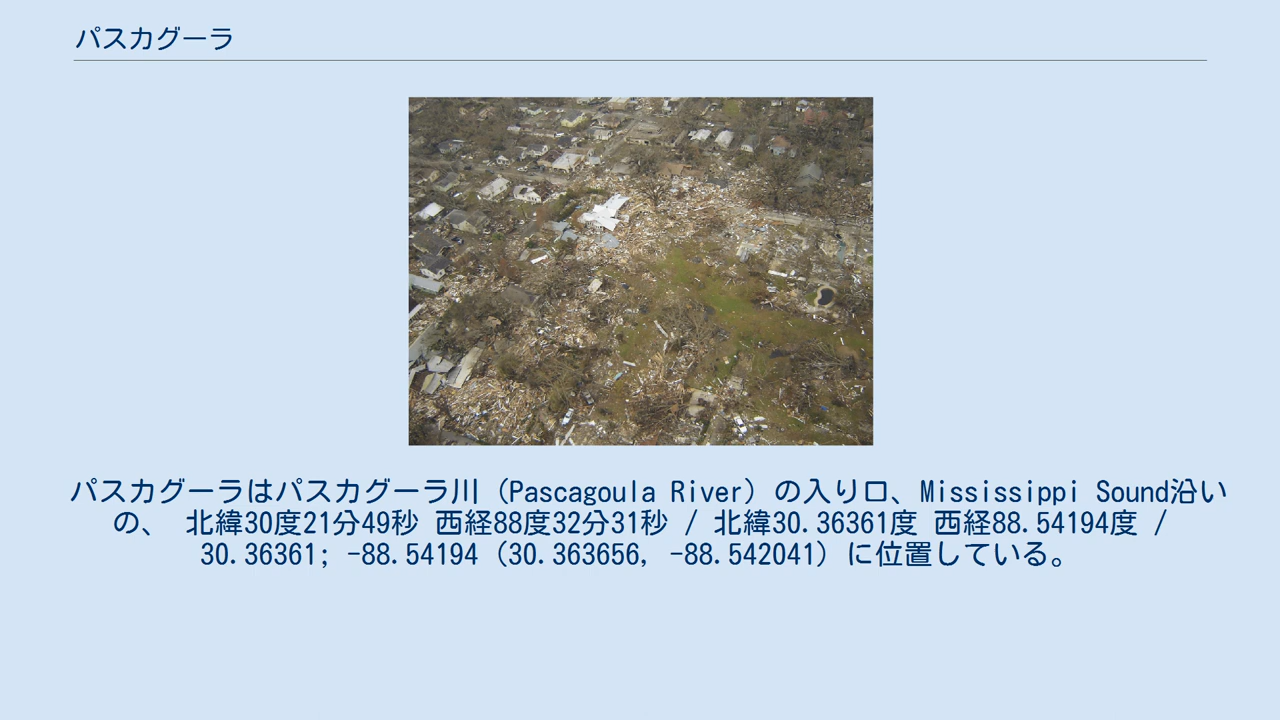 パスカグーラ
パスカグーラはパスカグーラ川（Pascagoula River）の入り口、Mississippi Sound沿い
の、 北緯30度21分49秒 西経88度32分31秒 / 北緯30.36361度 西経88.54194度 /
30.36361; -88.54194（30.363656, -88.542041）に位置している。